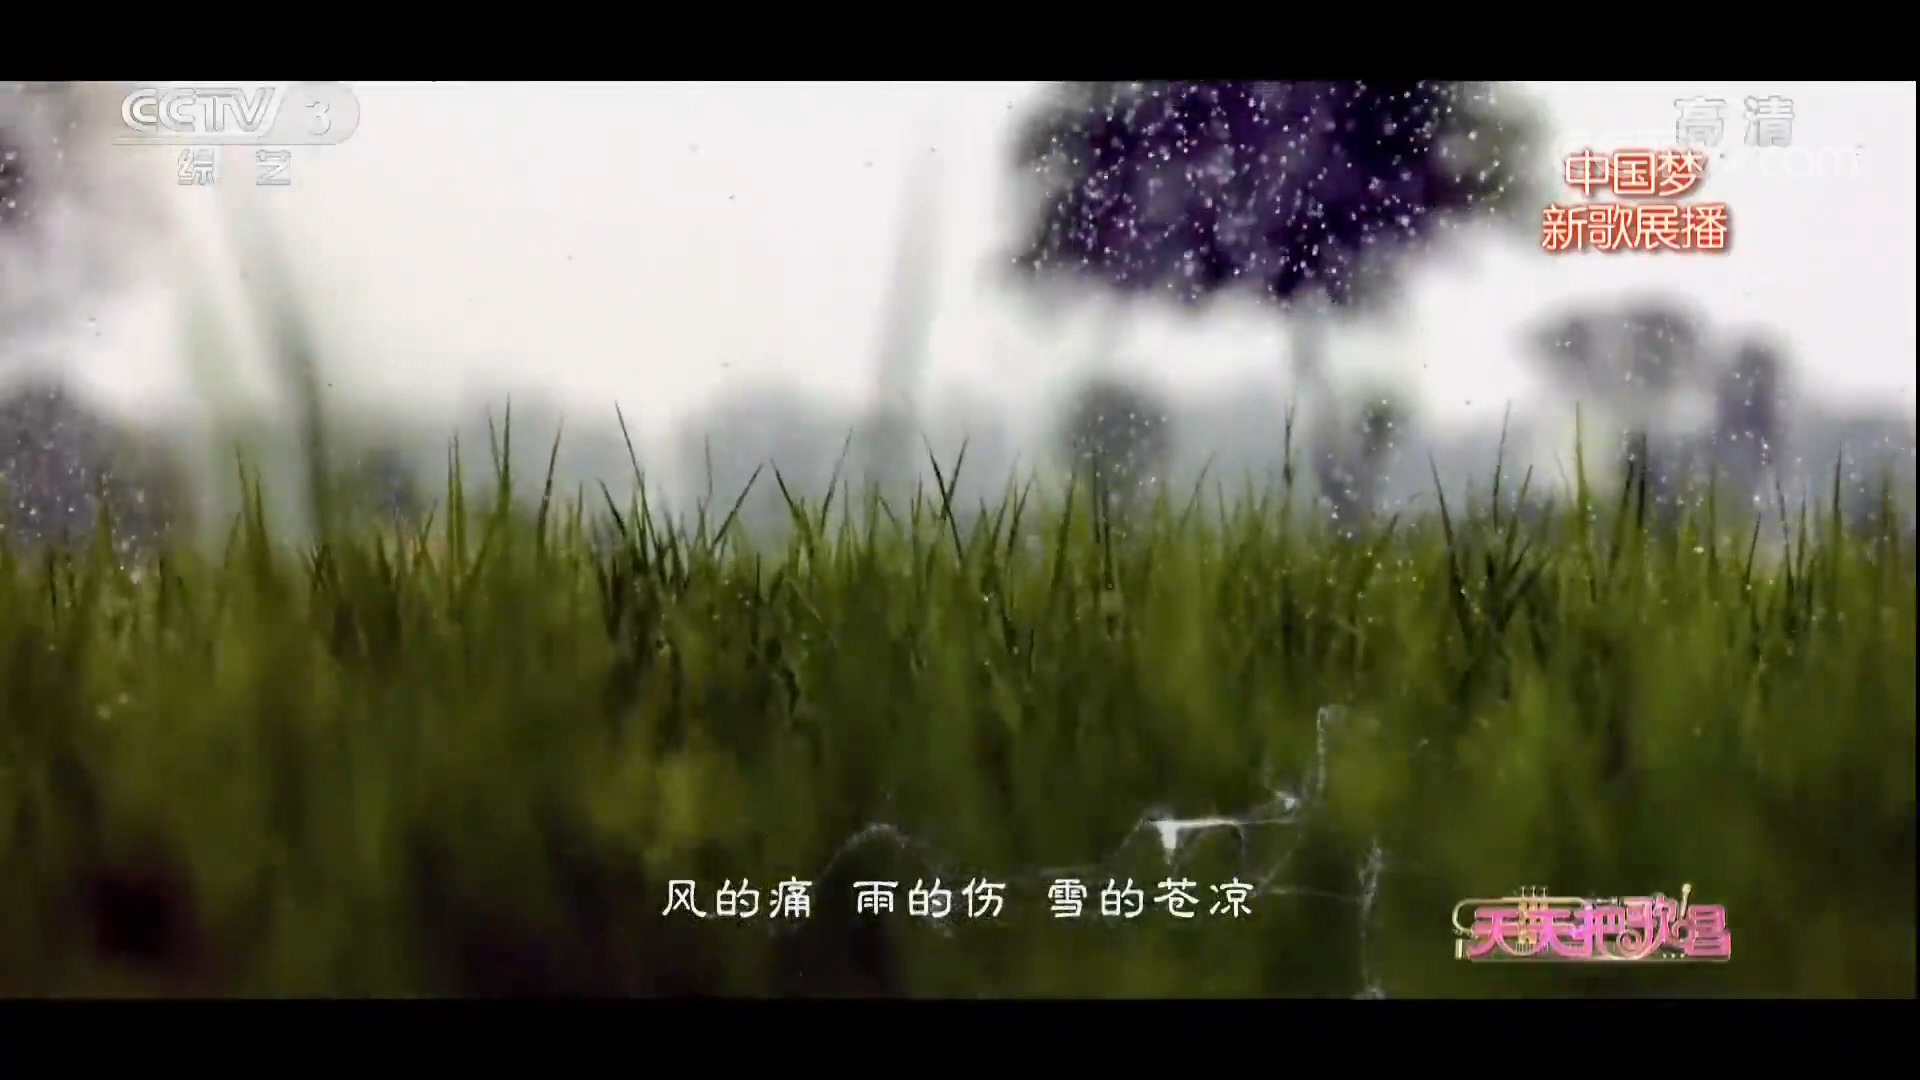 CCTV 3
综艺
高清
中国梦
新歌展播
风的痛 雨的伤 雪的苍凉
天天把歌唱